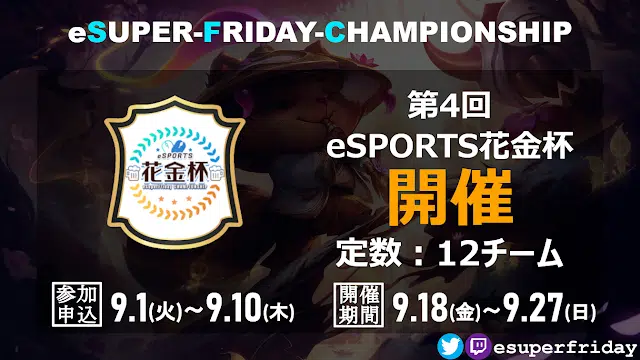 eSUPER-FRIDAY-CHAMPIONSHIP
第4回
eSPORTS花金杯
開催
定数：12チーム
eSPORTS
花金杯
eSuperFriday Championship
参加申込 9.1(火)～9.10(木)
開催期間 9.18(金)～9.27(日)
esuperfriday